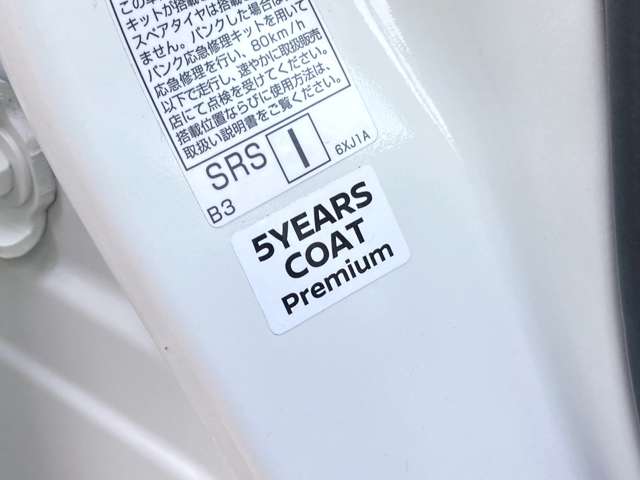 キットが搭載
スペアタイヤは搭載
ません。パンクした場合は
パンク応急修理キットを用いて
応急修理を行い、80km/h
以下で走行し、速やかに取扱販売
店にて点検を受けてください。
搭載位置ならびに使用方法は、
取扱い説明書をご覧ください。
SRS I
6XJ1A
B3
5YEARS
COAT
Premium